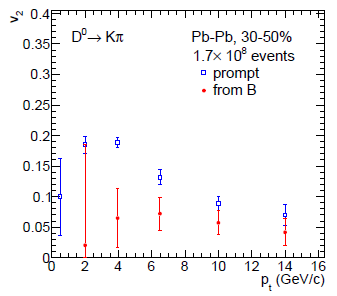 v₂
0.4
D⁰→ Kπ
Pb-Pb, 30-50%
0.35
1.7× 10⁸ events
0.3
prompt
from B
0.25
0.2
0.15
0.1
0.05
0
0 2 4 6 8 10 12 14 16
pₜ (GeV/c)